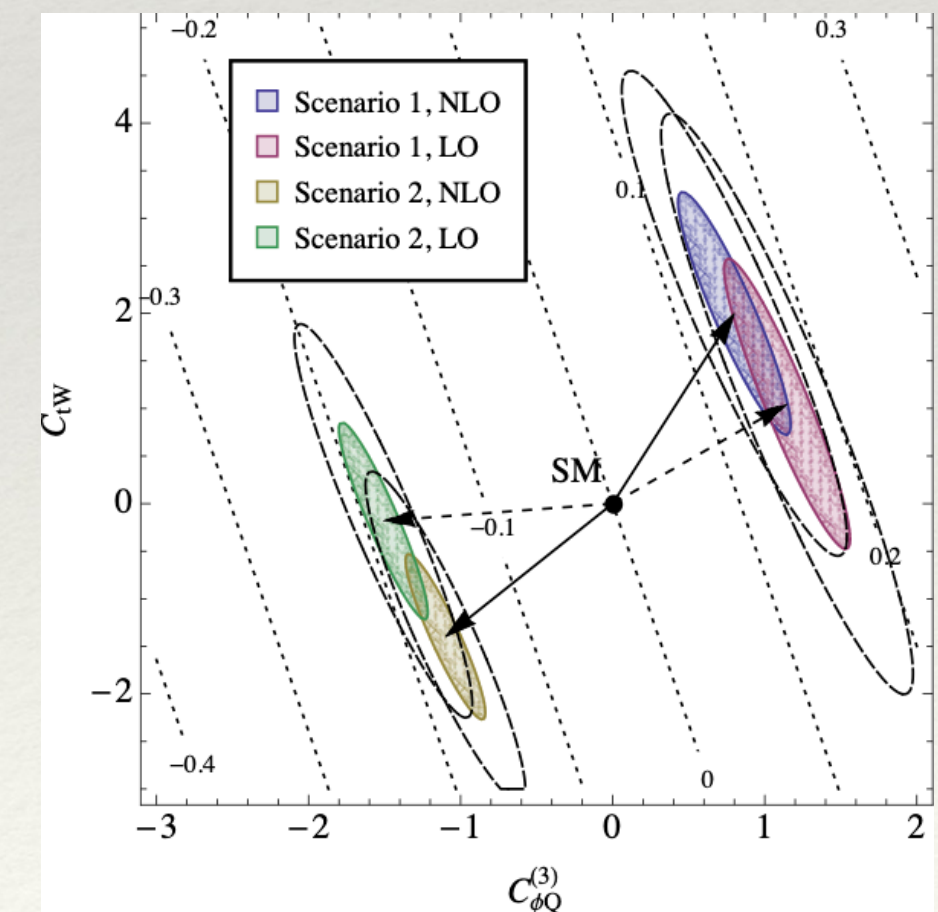 −0.2
0.3
Scenario 1, NLO
Scenario 1, LO
Scenario 2, NLO
Scenario 2, LO
4
0.1
2
−0.3
C_tW
SM
0
−0.1
0.2
−2
−0.4
0
−3 −2 −1 0 1 2
C_ϕQ^(3)